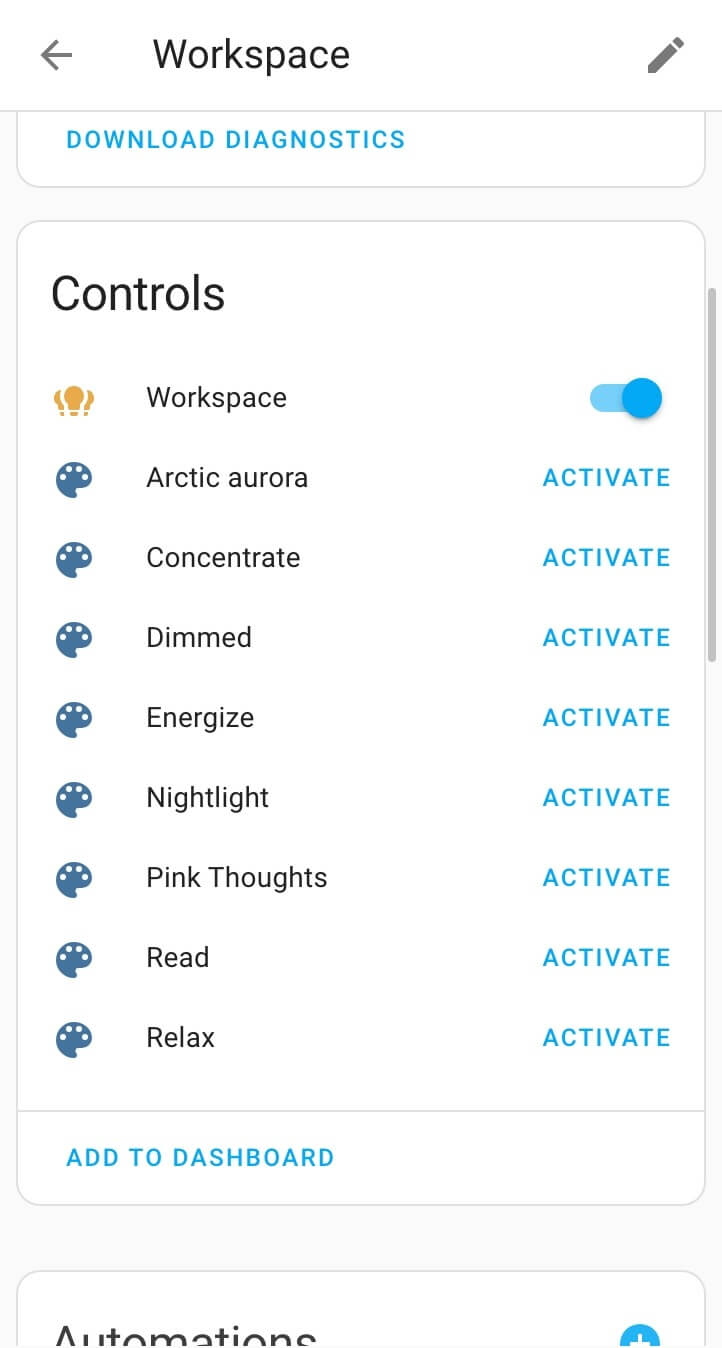 Workspace
DOWNLOAD DIAGNOSTICS
Controls
Workspace
Arctic aurora ACTIVATE
Concentrate ACTIVATE
Dimmed ACTIVATE
Energize ACTIVATE
Nightlight ACTIVATE
Pink Thoughts ACTIVATE
Read ACTIVATE
Relax ACTIVATE
ADD TO DASHBOARD
Automations